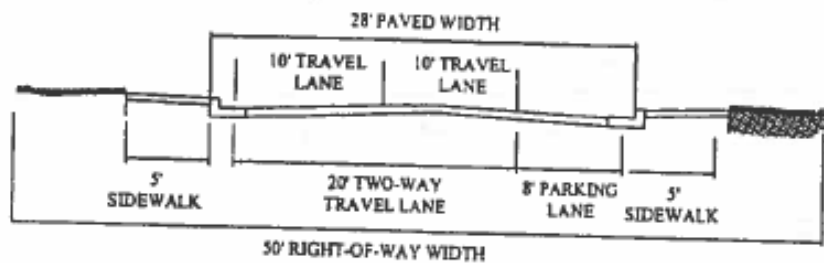 28' PAVED WIDTH
10' TRAVEL
LANE
10' TRAVEL
LANE
5'
SIDEWALK
20' TWO-WAY
TRAVEL LANE
8' PARKING
LANE
5'
SIDEWALK
50' RIGHT-OF-WAY WIDTH